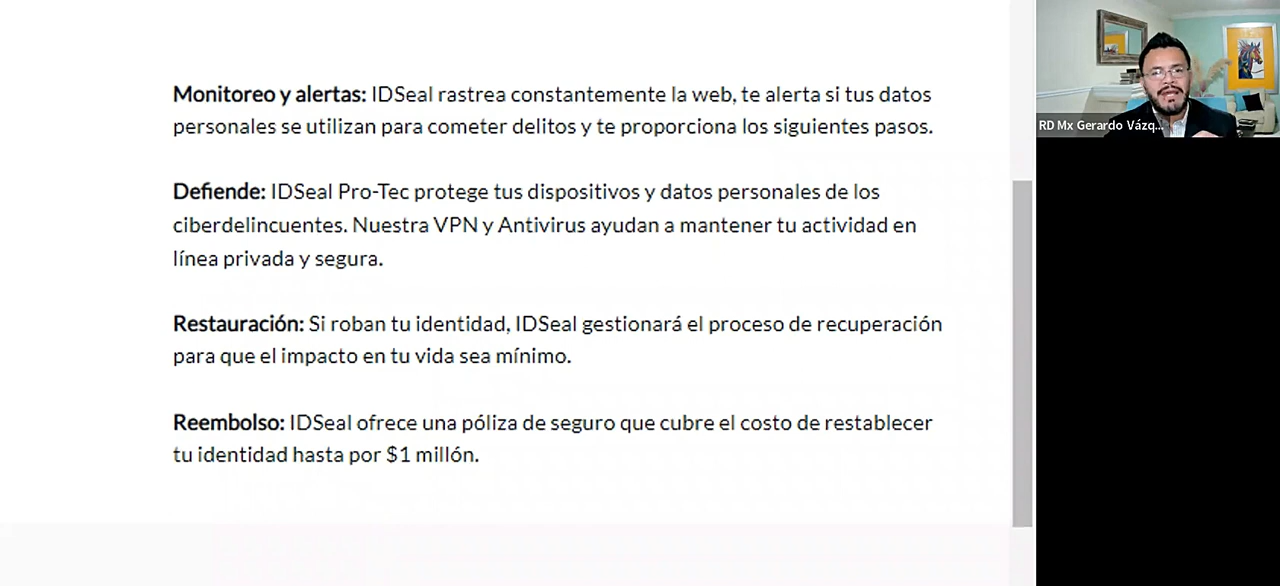 Monitoreo y alertas: IDSeal rastrea constantemente la web, te alerta si tus datos
personales se utilizan para cometer delitos y te proporciona los siguientes pasos.
Defiende: IDSeal Pro-Tec protege tus dispositivos y datos personales de los
ciberdelincuentes. Nuestra VPN y Antivirus ayudan a mantener tu actividad en
línea privada y segura.
Restauración: Si roban tu identidad, IDSeal gestionará el proceso de recuperación
para que el impacto en tu vida sea mínimo.
Reembolso: IDSeal ofrece una póliza de seguro que cubre el costo de restablecer
tu identidad hasta por $1 millón.
RD Mx Gerardo Vázq...